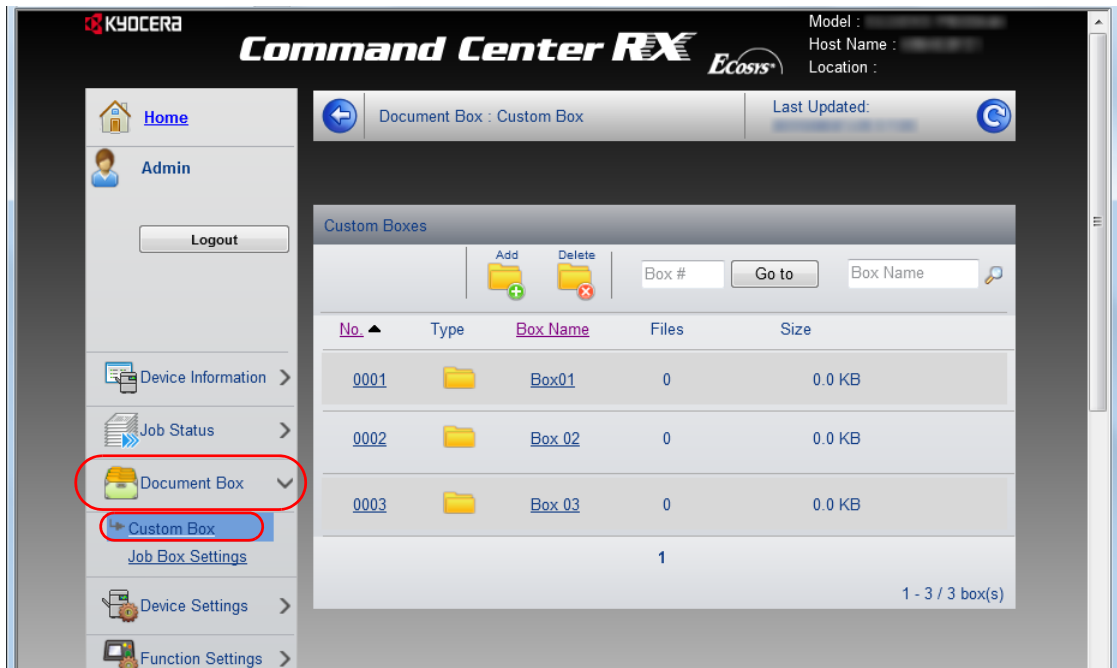 KYOCERA
Command Center RX
Ecosys
Model :
Host Name :
Location :
Home
Admin
Logout
Device Information
Job Status
Document Box
Custom Box
Job Box Settings
Device Settings
Function Settings
Document Box : Custom Box
Last Updated:
Custom Boxes
Add Delete
Box # Go to Box Name
No. Type Box Name Files Size
0001 Box01 0 0.0 KB
0002 Box 02 0 0.0 KB
0003 Box 03 0 0.0 KB
1
1 - 3 / 3 box(s)